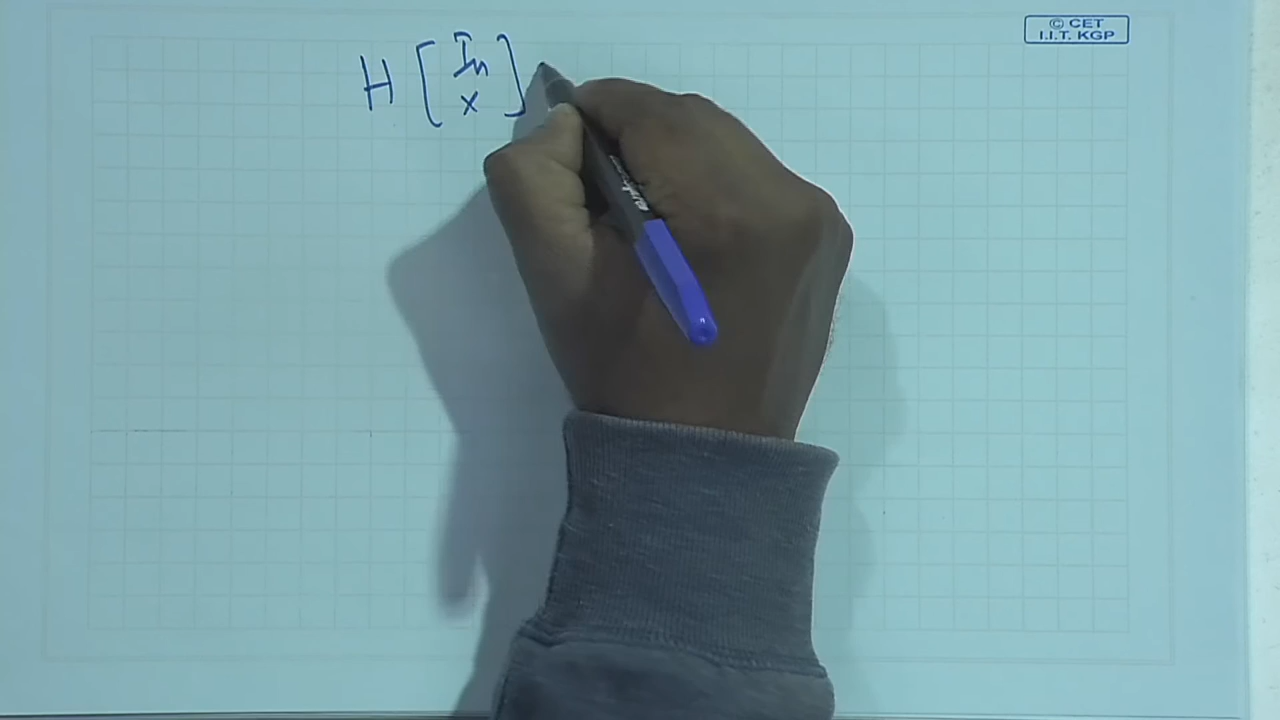 © CET
I.I.T. KGP
H [ In
x ]